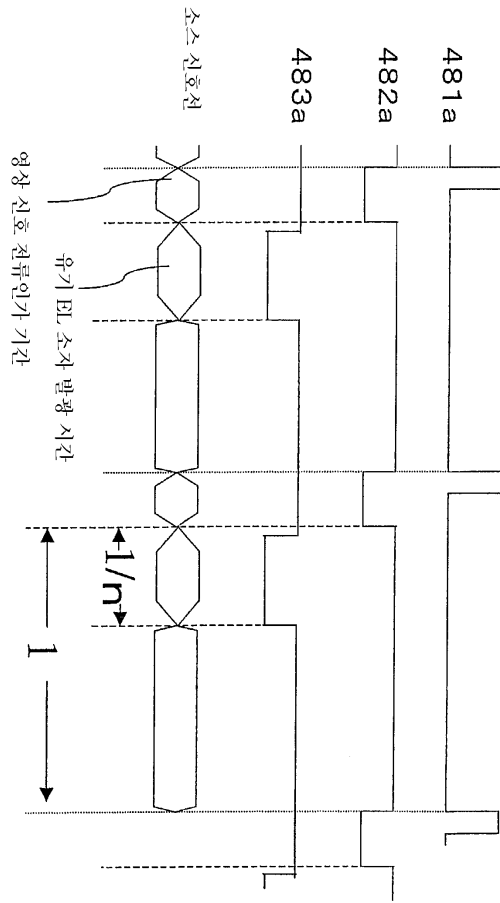 481a
482a
483a
소스 신호선
영상 신호 전류인가 기간
유기 EL 소자 발광 시간
1/n
1